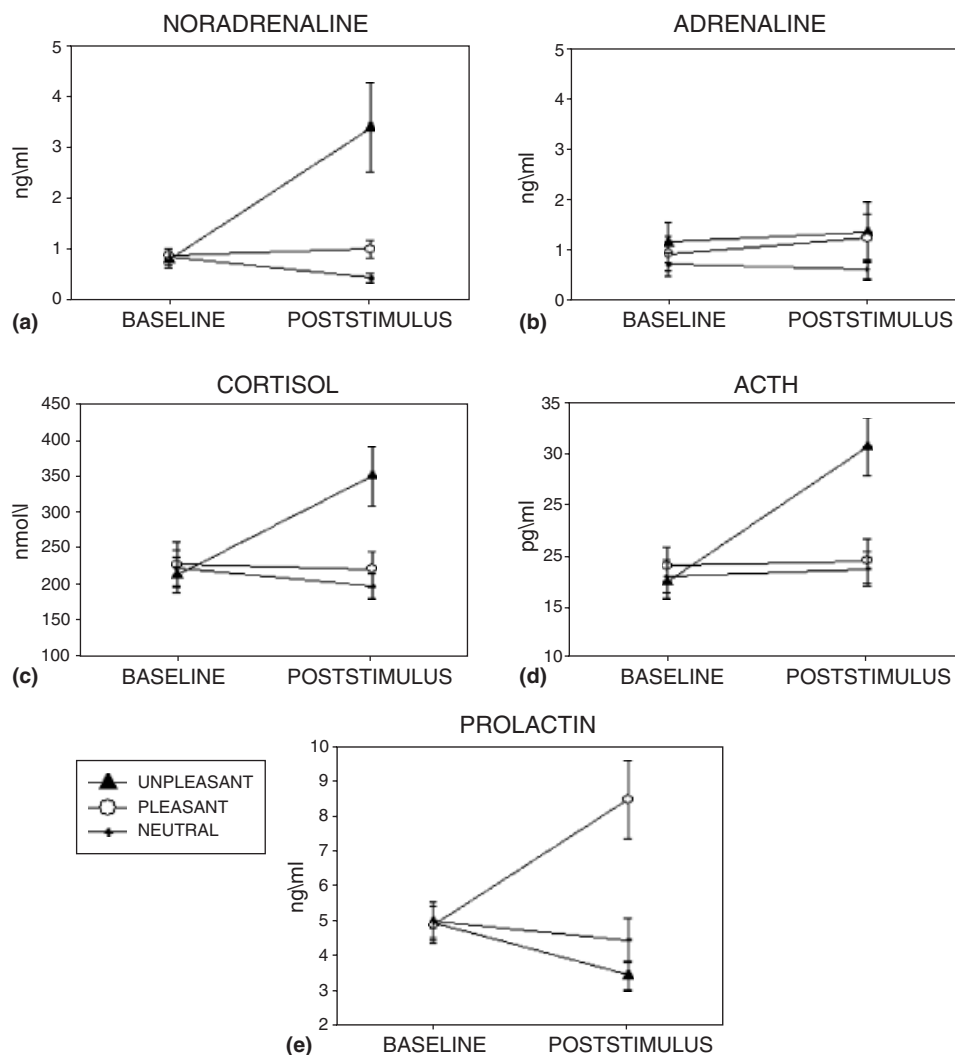 NORADRENALINE
5
4
3
2
1
0
ng\ml
BASELINE POSTSTIMULUS
(a)
ADRENALINE
5
4
3
2
1
0
ng\ml
BASELINE POSTSTIMULUS
(b)
CORTISOL
450
400
350
300
250
200
150
100
nmol\l
BASELINE POSTSTIMULUS
(c)
ACTH
35
30
25
25
15
10
pg\ml
BASELINE POSTSTIMULUS
(d)
UNPLEASANT
PLEASANT
NEUTRAL
PROLACTIN
10
9
8
7
6
5
4
3
2
ng\ml
BASELINE POSTSTIMULUS
(e)